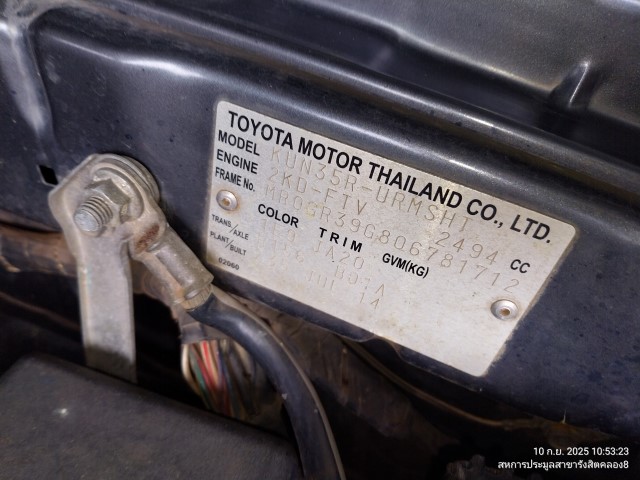 TOYOTA MOTOR THAILAND CO., LTD.
MODEL KUN35R-URMSHT
ENGINE 2KD-FTV 2494 CC
FRAME No. MR0GR39G806781712
COLOR TRIM GVM(KG)
TRANS/AXLE
PLANT/BUILT
02060
10 ก.ย. 2025 10:53:23
สหการประมูลสาขารังสิตคลอง8